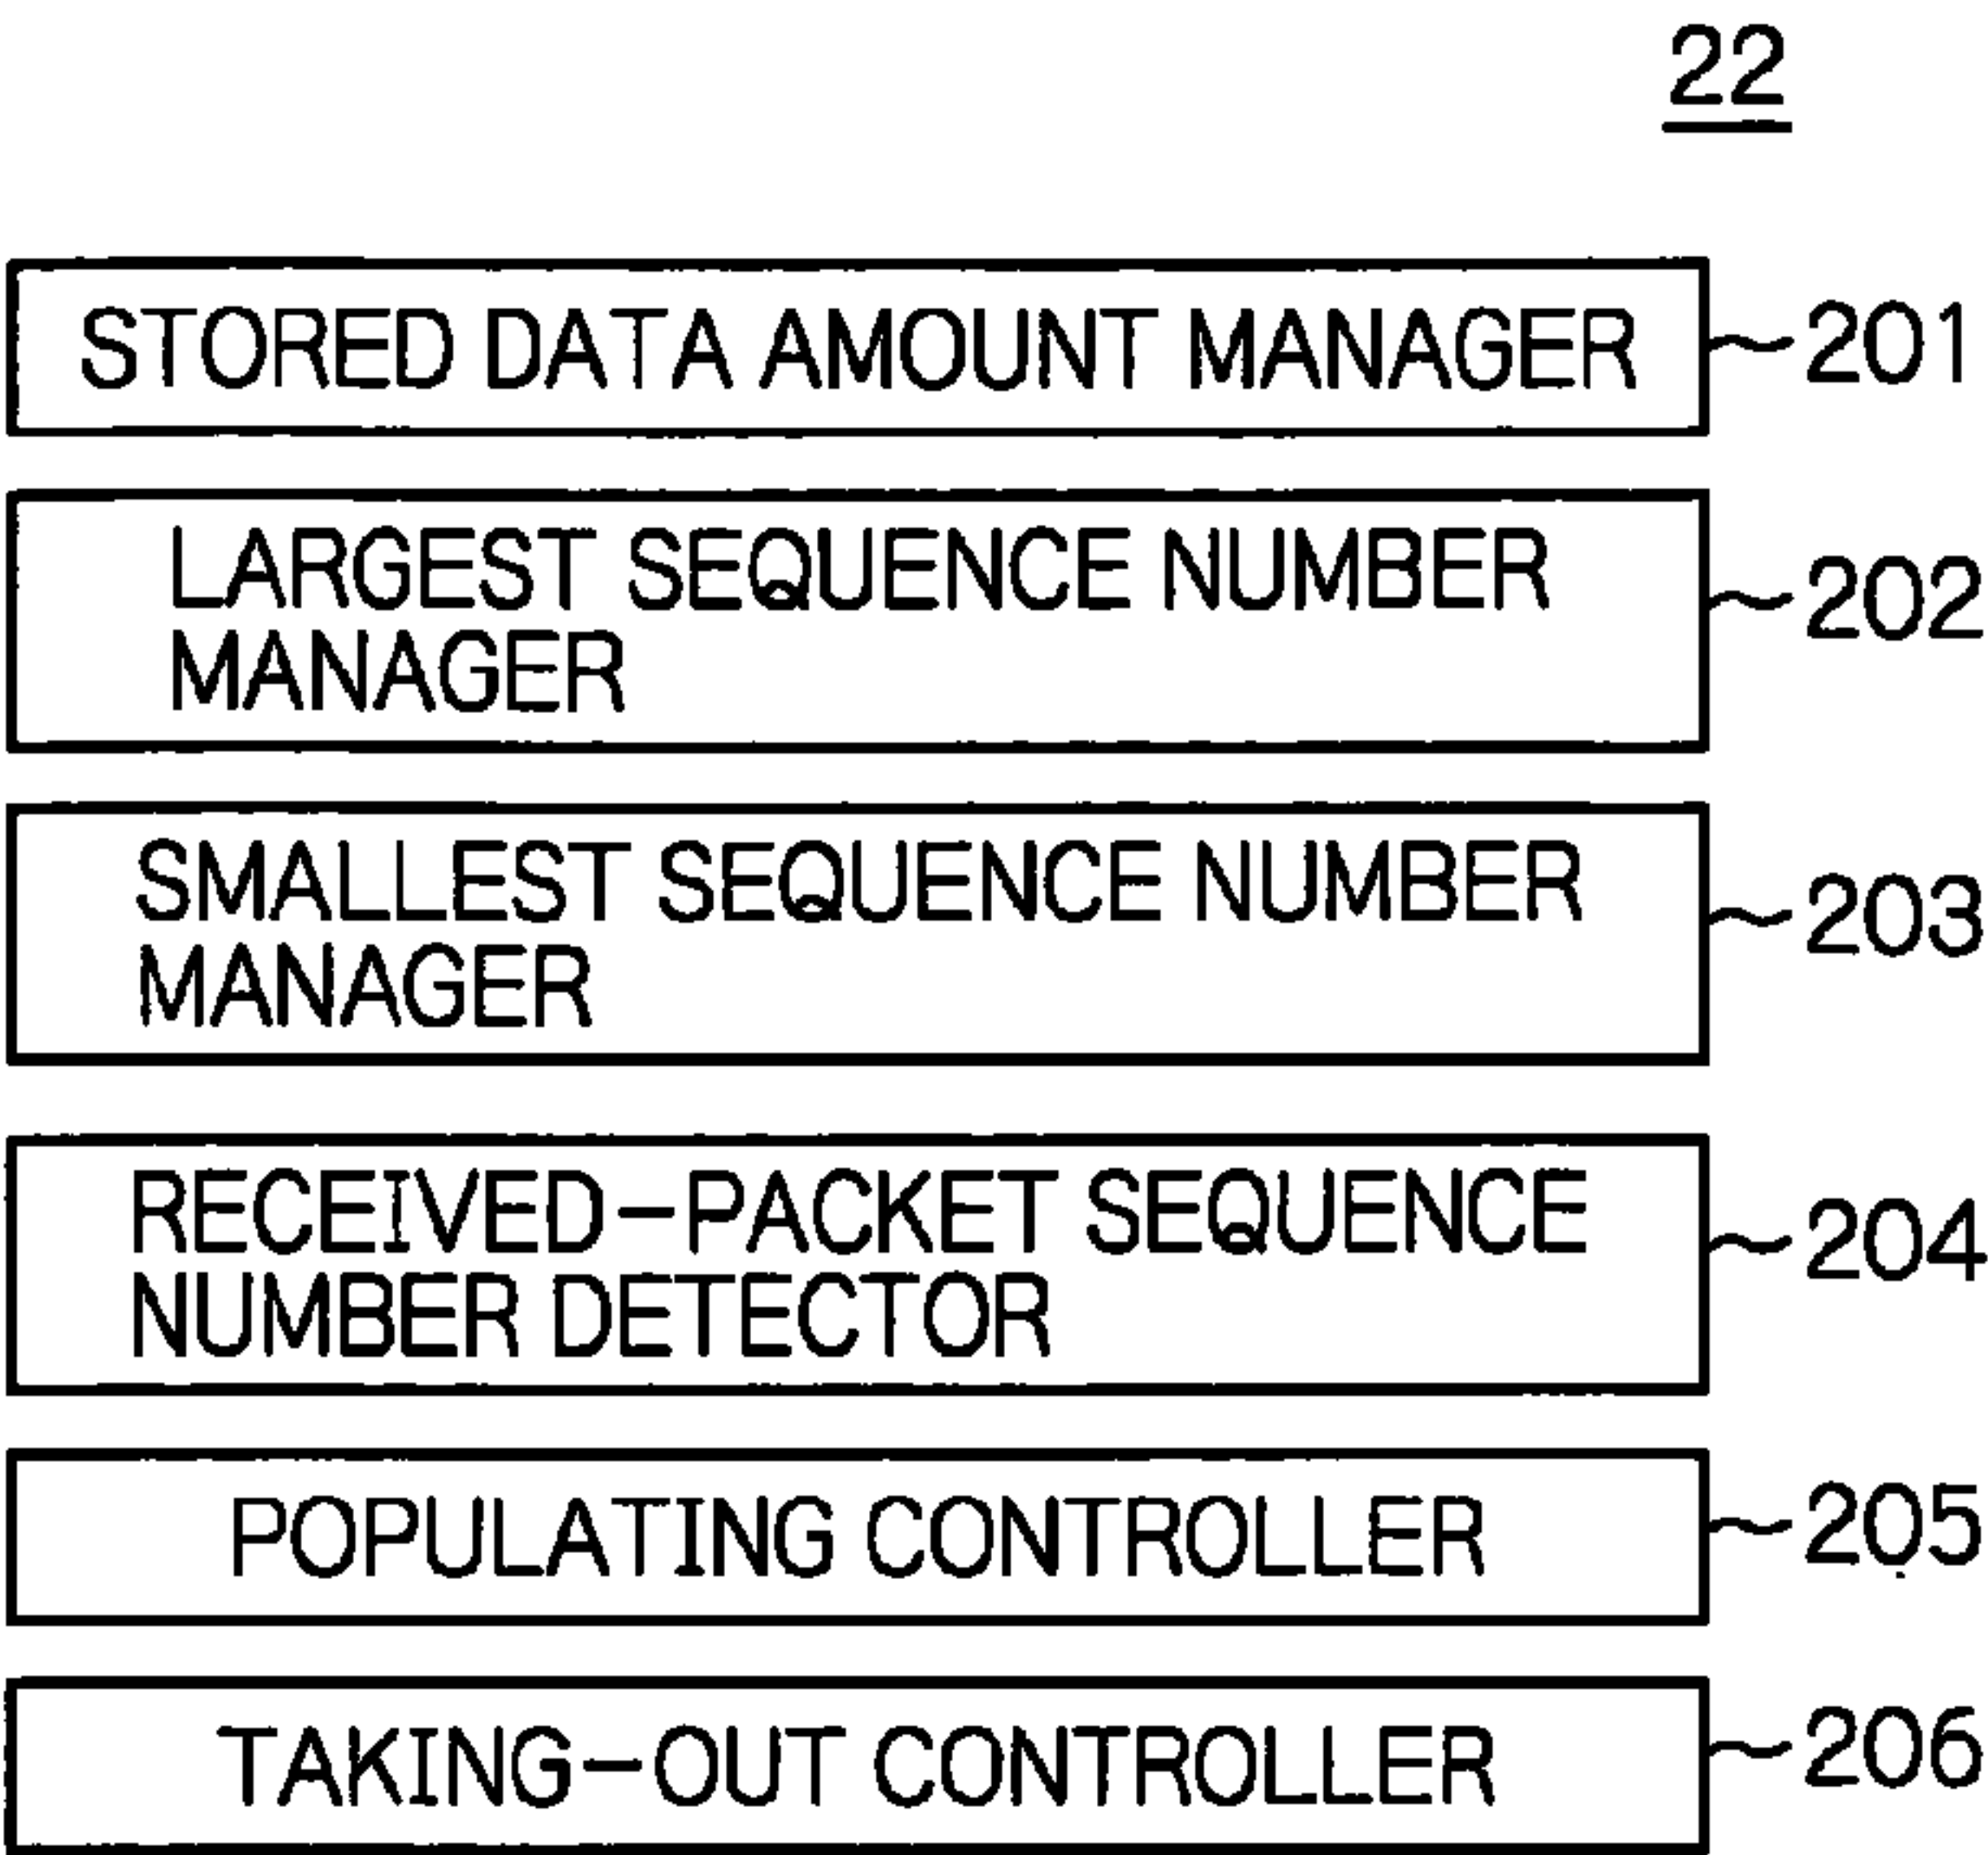 22
STORED DATA AMOUNT MANAGER 201
LARGEST SEQUENCE NUMBER
MANAGER
202
SMALLEST SEQUENCE NUMBER
MANAGER
203
RECEIVED-PACKET SEQUENCE
NUMBER DETECTOR
204
POPULATING CONTROLLER 205
TAKING-OUT CONTROLLER 206